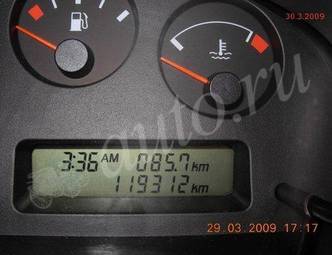 30.3.2009
auto.ru
3:36 AM 085.7 km
119312 km
29.03.2009 17:17